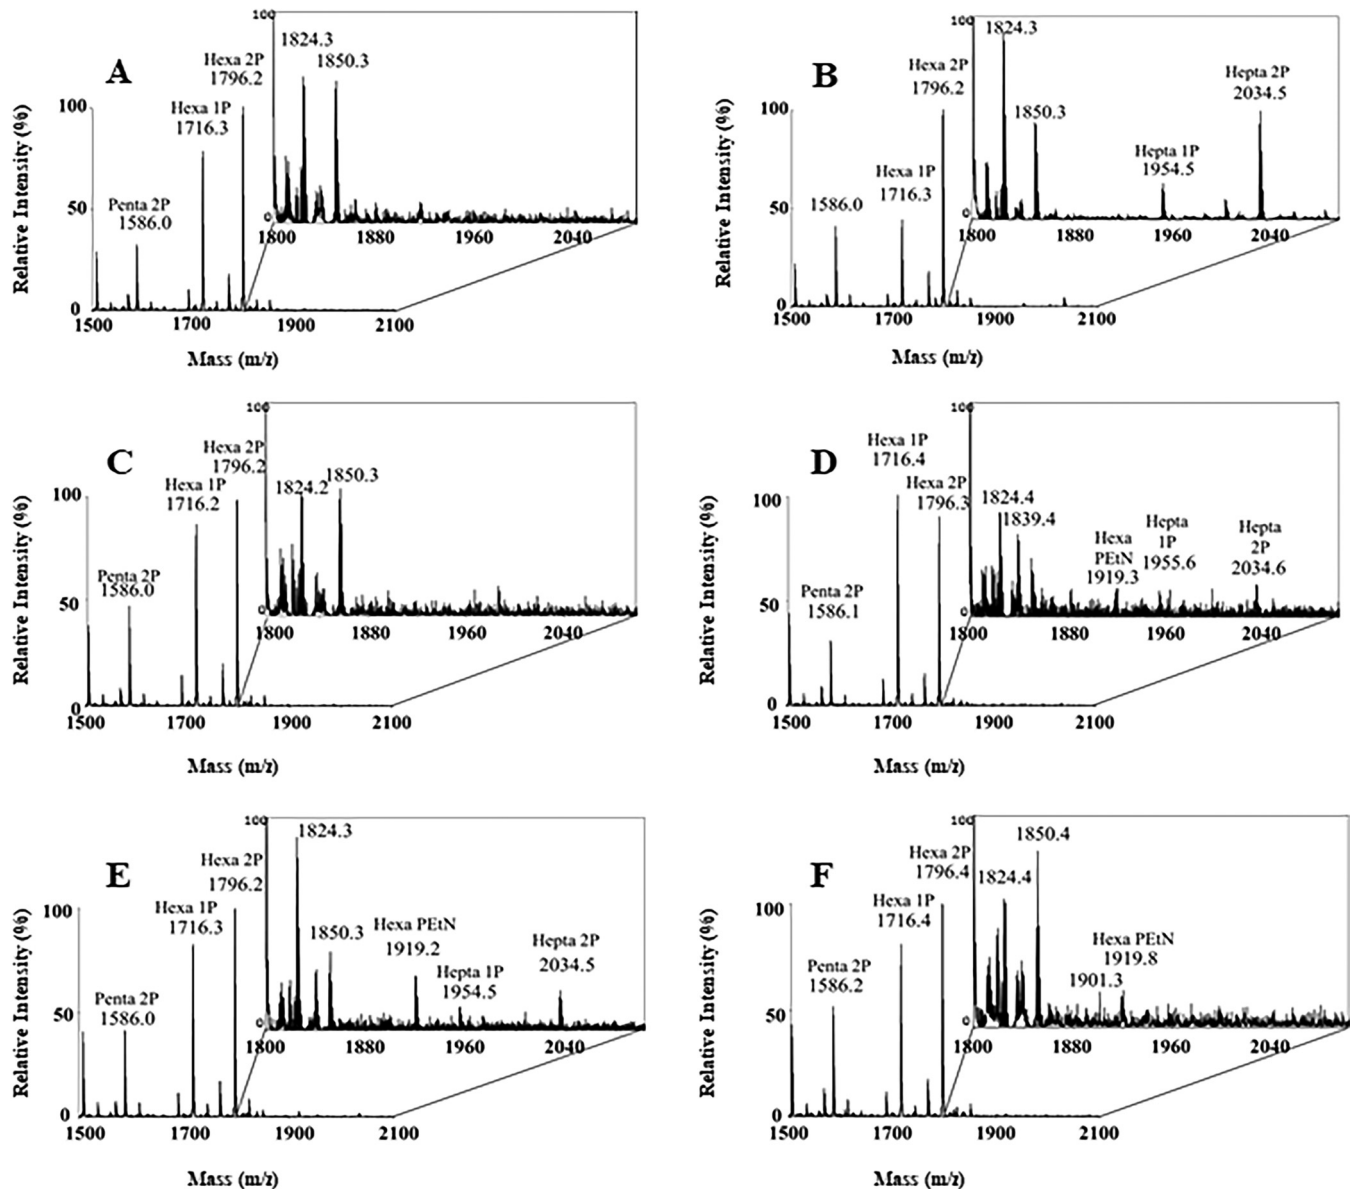 A
100
1824.3
1850.3
Hexa 2P
1796.2
Hexa 1P
1716.3
Penta 2P
1586.0
100
50
0
0
1800 1880 1960 2040
1500 1700 1900 2100
Relative Intensity (%)
Mass (m/z)
B
100
1824.3
1850.3
Hexa 2P
1796.2
Hexa 1P
1716.3
1586.0
Hepta 1P
1954.5
Hepta 2P
2034.5
100
50
0
0
1800 1880 1960 2040
1500 1700 1900 2100
Relative Intensity (%)
Mass (m/z)
C
100
Hexa 2P
1796.2
Hexa 1P
1716.2
Penta 2P
1586.0
1824.2
1850.3
100
50
0
0
1800 1880 1960 2040
1500 1700 1900 2100
Relative Intensity (%)
Mass (m/z)
D
100
Hexa 1P
1716.4
Hexa 2P
1796.3
Penta 2P
1586.1
1824.4
1839.4
Hexa
PEtN
1919.3
Hepta
1P
1955.6
Hepta
2P
2034.6
100
50
0
0
1800 1880 1960 2040
1500 1700 1900 2100
Relative Intensity (%)
Mass (m/z)
E
100
1824.3
Hexa 2P
1796.2
Hexa 1P
1716.3
Penta 2P
1586.0
1850.3
Hexa PEtN
1919.2
Hepta 1P
1954.5
Hepta 2P
2034.5
100
50
0
0
1800 1880 1960 2040
1500 1700 1900 2100
Relative Intensity (%)
Mass (m/z)
F
100
1850.4
Hexa 2P
1796.4
1824.4
Hexa 1P
1716.4
Penta 2P
1586.2
Hexa PEtN
1919.8
1901.3
100
50
0
0
1800 1880 1960 2040
1500 1700 1900 2100
Relative Intensity (%)
Mass (m/z)